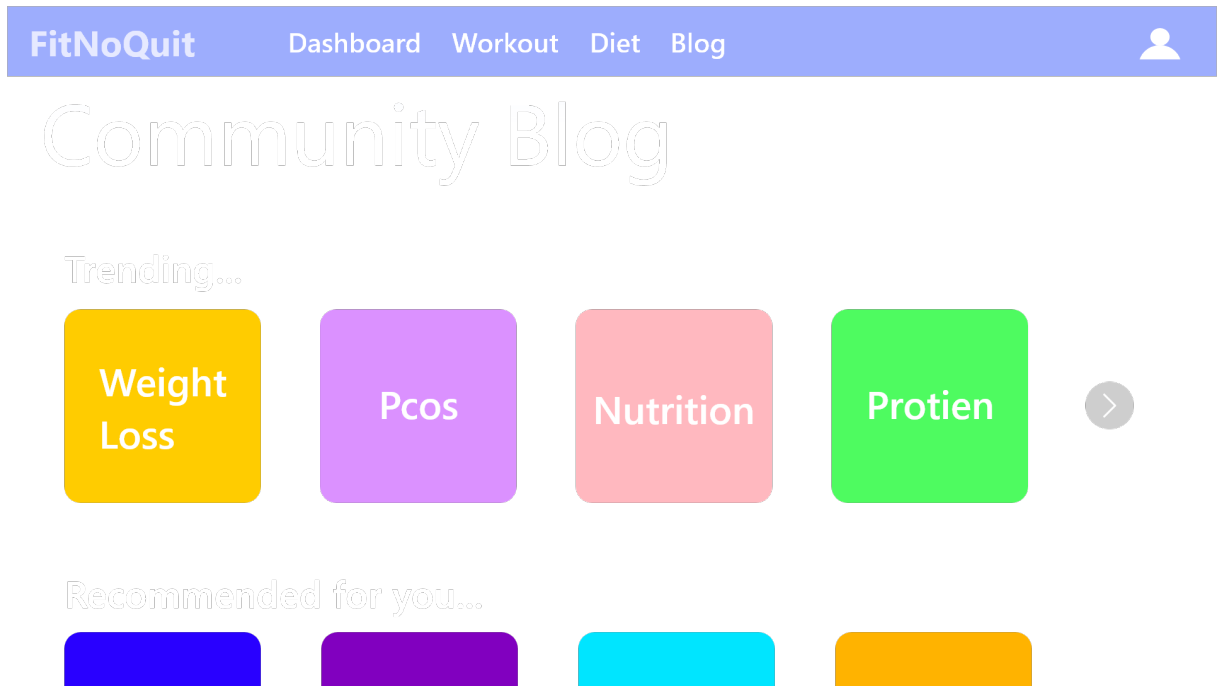 FitNoQuit Dashboard Workout Diet Blog
Community Blog
Trending...
Weight
Loss
Pcos
Nutrition
Protien
Recommended for you...